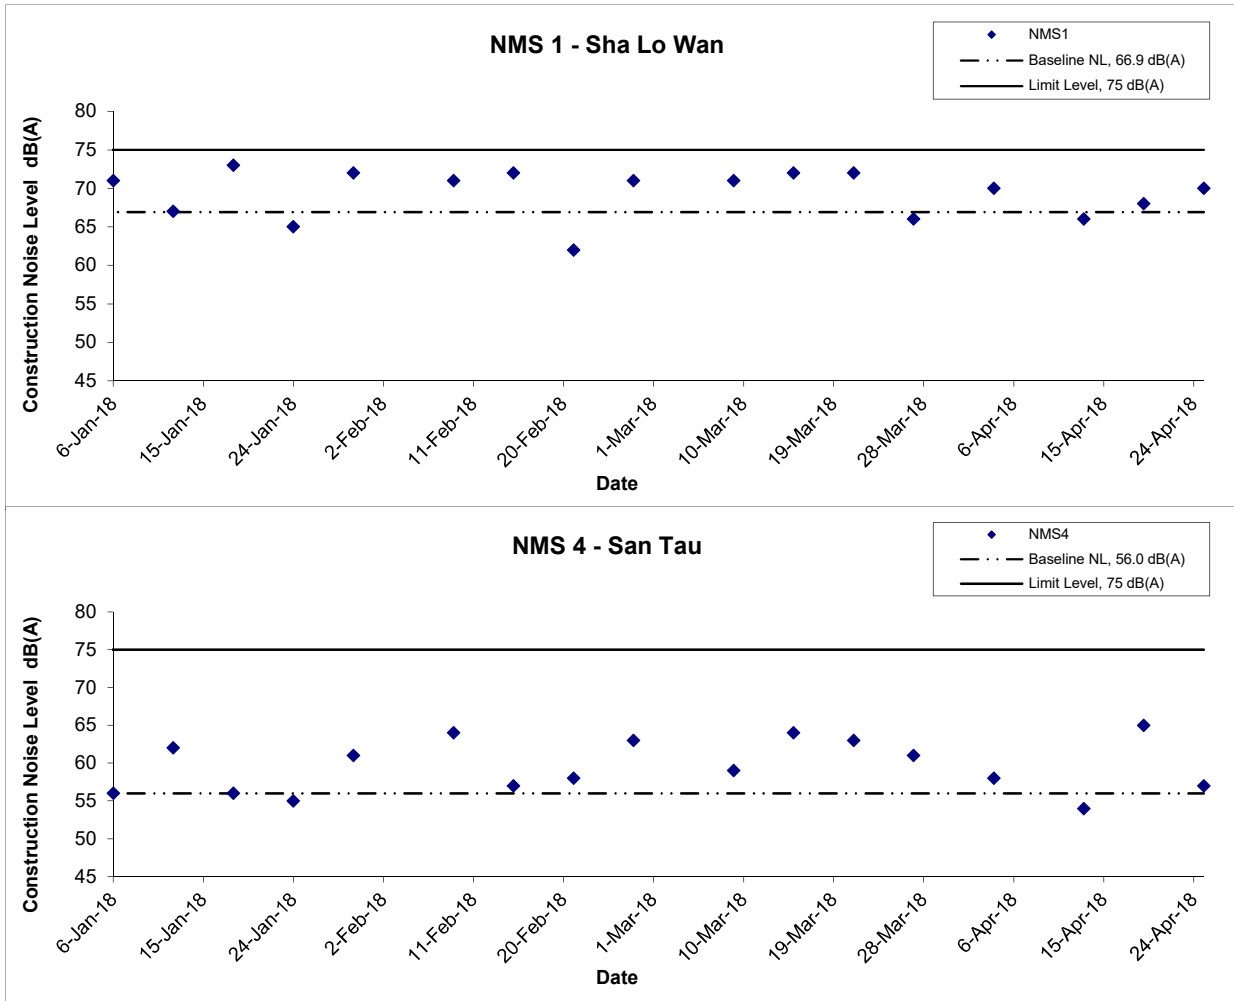 NMS 1 - Sha Lo Wan
NMS1
Baseline NL, 66.9 dB(A)
Limit Level, 75 dB(A)
Construction Noise Level  dB(A)
80
75
70
65
60
55
50
45
6-Jan-18
15-Jan-18
24-Jan-18
2-Feb-18
11-Feb-18
20-Feb-18
1-Mar-18
10-Mar-18
19-Mar-18
28-Mar-18
6-Apr-18
15-Apr-18
24-Apr-18
Date
NMS 4 - San Tau
NMS4
Baseline NL, 56.0 dB(A)
Limit Level, 75 dB(A)
Construction Noise Level  dB(A)
80
75
70
65
60
55
50
45
6-Jan-18
15-Jan-18
24-Jan-18
2-Feb-18
11-Feb-18
20-Feb-18
1-Mar-18
10-Mar-18
19-Mar-18
28-Mar-18
6-Apr-18
15-Apr-18
24-Apr-18
Date